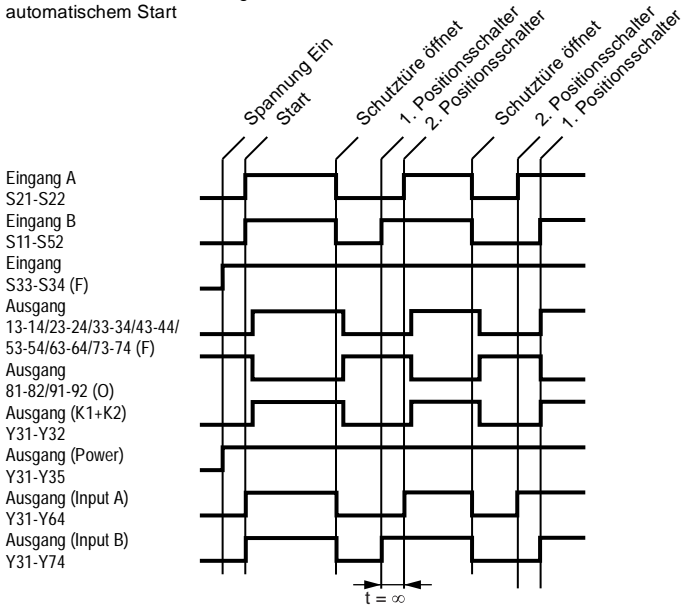 automatischem Start
Spannung Ein
Start
Schutztüre öffnet
1. Positionsschalter
2. Positionsschalter
Schutztüre öffnet
2. Positionsschalter
1. Positionsschalter
Eingang A
S21-S22
Eingang B
S11-S52
Eingang
S33-S34 (F)
Ausgang
13-14/23-24/33-34/43-44/
53-54/63-64/73-74 (F)
Ausgang
81-82/91-92 (O)
Ausgang (K1+K2)
Y31-Y32
Ausgang (Power)
Y31-Y35
Ausgang (Input A)
Y31-Y64
Ausgang (Input B)
Y31-Y74
t = ∞